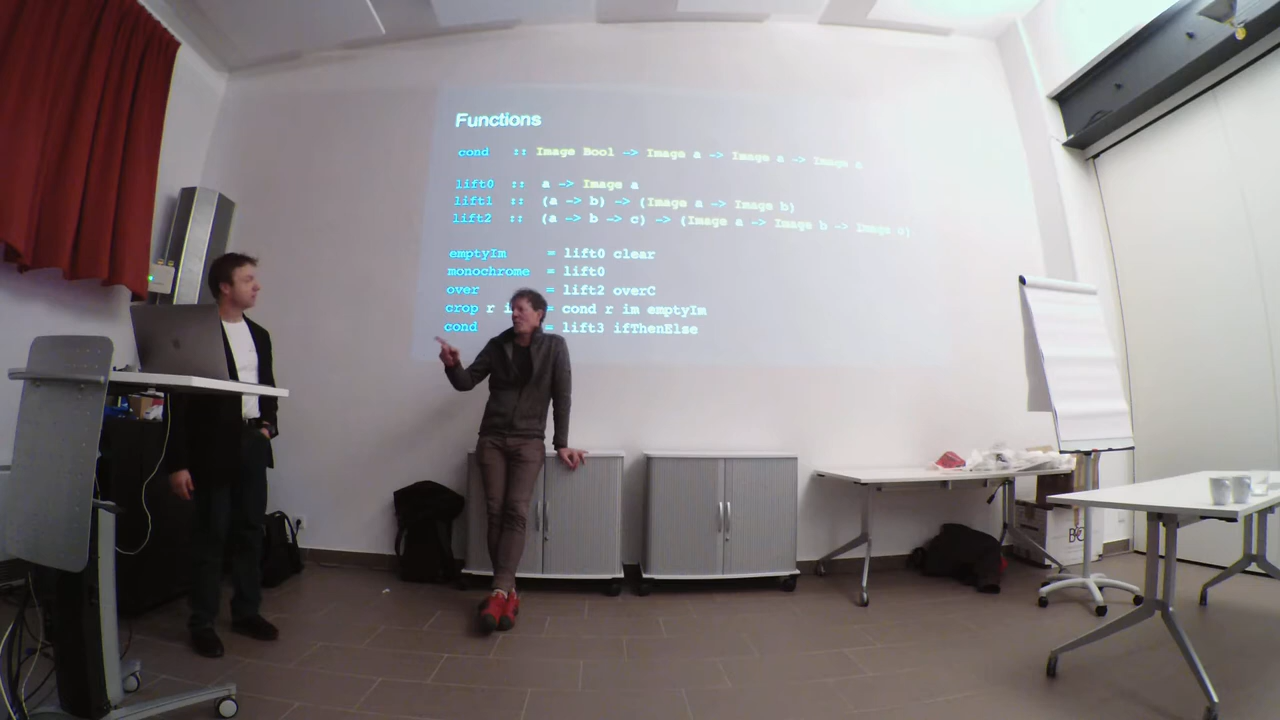 Functions
cond :: Image Bool -> Image a -> Image a -> Image a
lift0 :: a -> Image a
lift1 :: (a -> b) -> (Image a -> Image b)
lift2 :: (a -> b -> c) -> (Image a -> Image b -> Image c)
emptyIm = lift0 clear
monochrome = lift0
over = lift2 overC
crop r = cond r im emptyIm
cond = lift3 ifThenElse